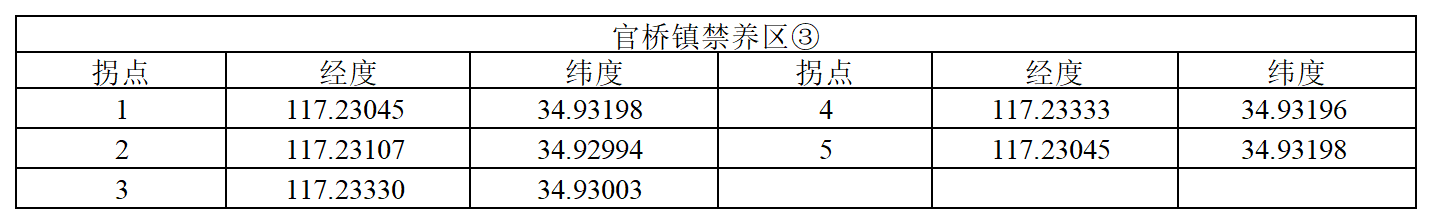 官桥镇禁养区③
拐点 经度 纬度 拐点 经度 纬度
1 117.23045 34.93198 4 117.23333 34.93196
2 117.23107 34.92994 5 117.23045 34.93198
3 117.23330 34.93003